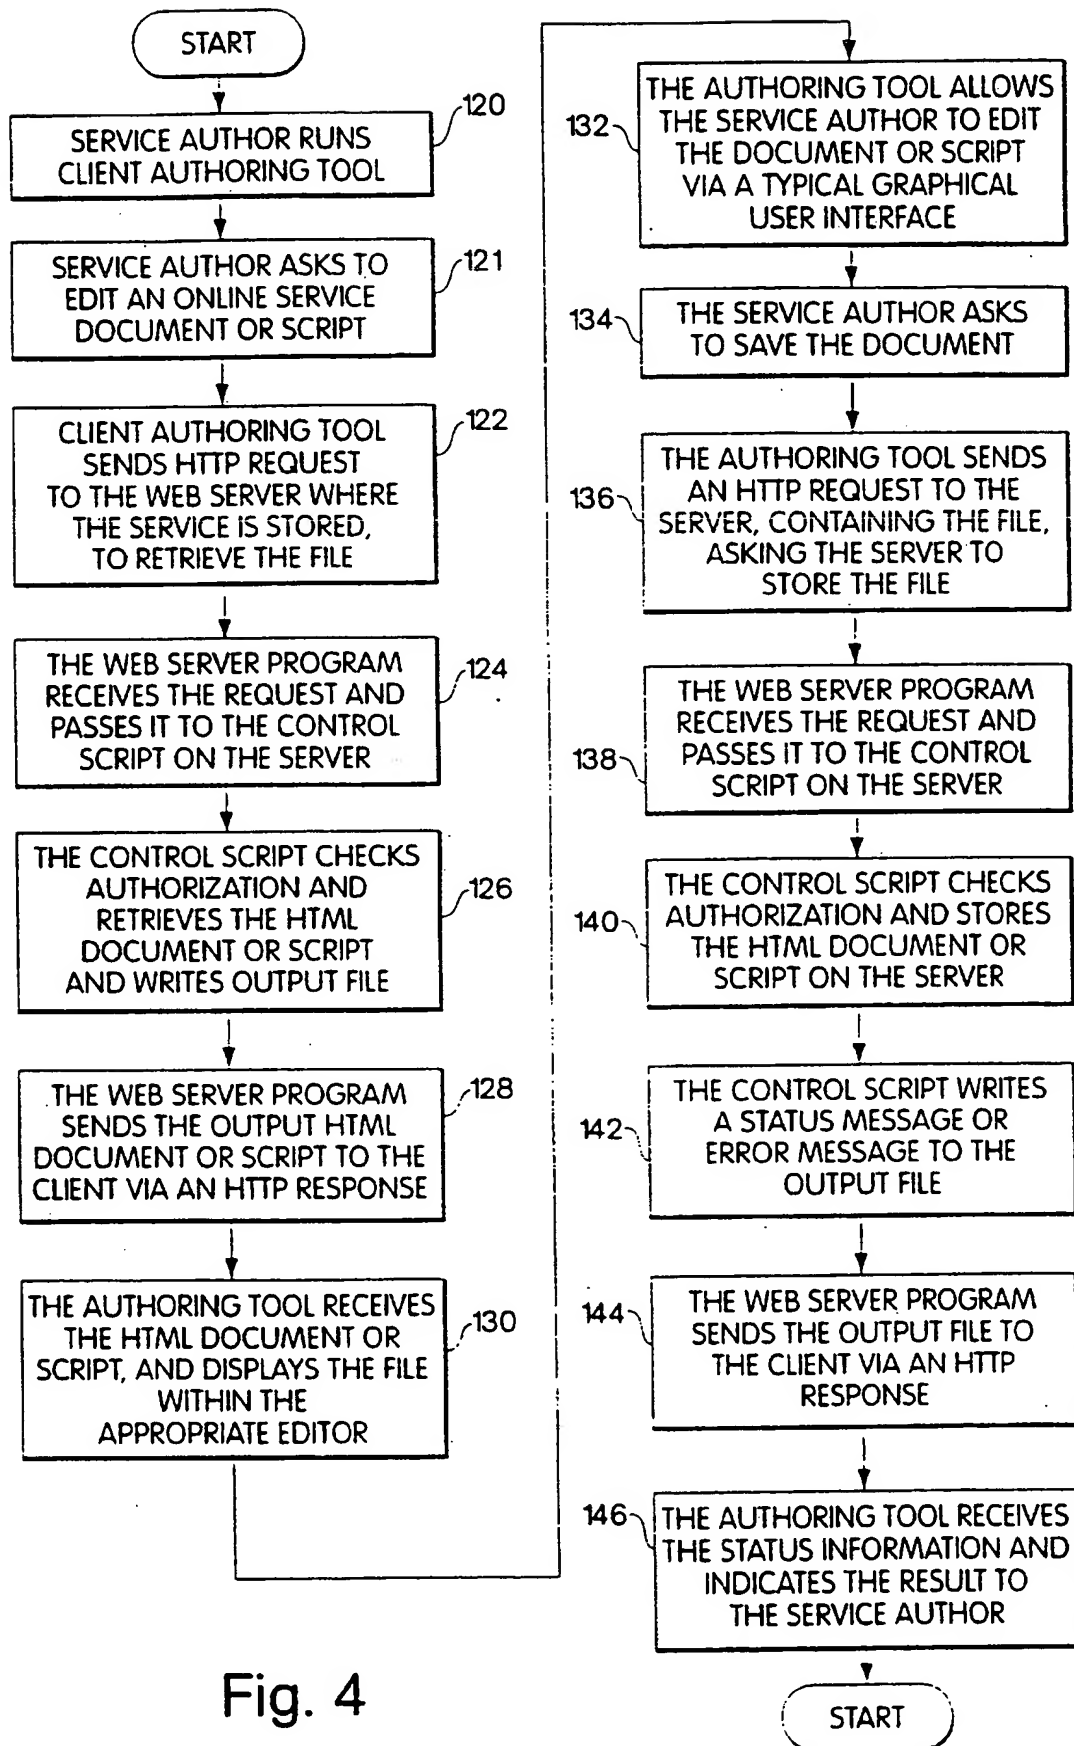 START
120
SERVICE AUTHOR RUNS
CLIENT AUTHORING TOOL
121
SERVICE AUTHOR ASKS TO
EDIT AN ONLINE SERVICE
DOCUMENT OR SCRIPT
122
CLIENT AUTHORING TOOL
SENDS HTTP REQUEST
TO THE WEB SERVER WHERE
THE SERVICE IS STORED,
TO RETRIEVE THE FILE
124
THE WEB SERVER PROGRAM
RECEIVES THE REQUEST AND
PASSES IT TO THE CONTROL
SCRIPT ON THE SERVER
126
THE CONTROL SCRIPT CHECKS
AUTHORIZATION AND
RETRIEVES THE HTML
DOCUMENT OR SCRIPT
AND WRITES OUTPUT FILE
128
THE WEB SERVER PROGRAM
SENDS THE OUTPUT HTML
DOCUMENT OR SCRIPT TO THE
CLIENT VIA AN HTTP RESPONSE
130
THE AUTHORING TOOL RECEIVES
THE HTML DOCUMENT OR
SCRIPT, AND DISPLAYS THE FILE
WITHIN THE
APPROPRIATE EDITOR
132
THE AUTHORING TOOL ALLOWS
THE SERVICE AUTHOR TO EDIT
THE DOCUMENT OR SCRIPT
VIA A TYPICAL GRAPHICAL
USER INTERFACE
134
THE SERVICE AUTHOR ASKS
TO SAVE THE DOCUMENT
136
THE AUTHORING TOOL SENDS
AN HTTP REQUEST TO THE
SERVER, CONTAINING THE FILE,
ASKING THE SERVER TO
STORE THE FILE
138
THE WEB SERVER PROGRAM
RECEIVES THE REQUEST AND
PASSES IT TO THE CONTROL
SCRIPT ON THE SERVER
140
THE CONTROL SCRIPT CHECKS
AUTHORIZATION AND STORES
THE HTML DOCUMENT OR
SCRIPT ON THE SERVER
142
THE CONTROL SCRIPT WRITES
A STATUS MESSAGE OR
ERROR MESSAGE TO THE
OUTPUT FILE
144
THE WEB SERVER PROGRAM
SENDS THE OUTPUT FILE TO
THE CLIENT VIA AN HTTP
RESPONSE
146
THE AUTHORING TOOL RECEIVES
THE STATUS INFORMATION AND
INDICATES THE RESULT TO
THE SERVICE AUTHOR
START
Fig. 4